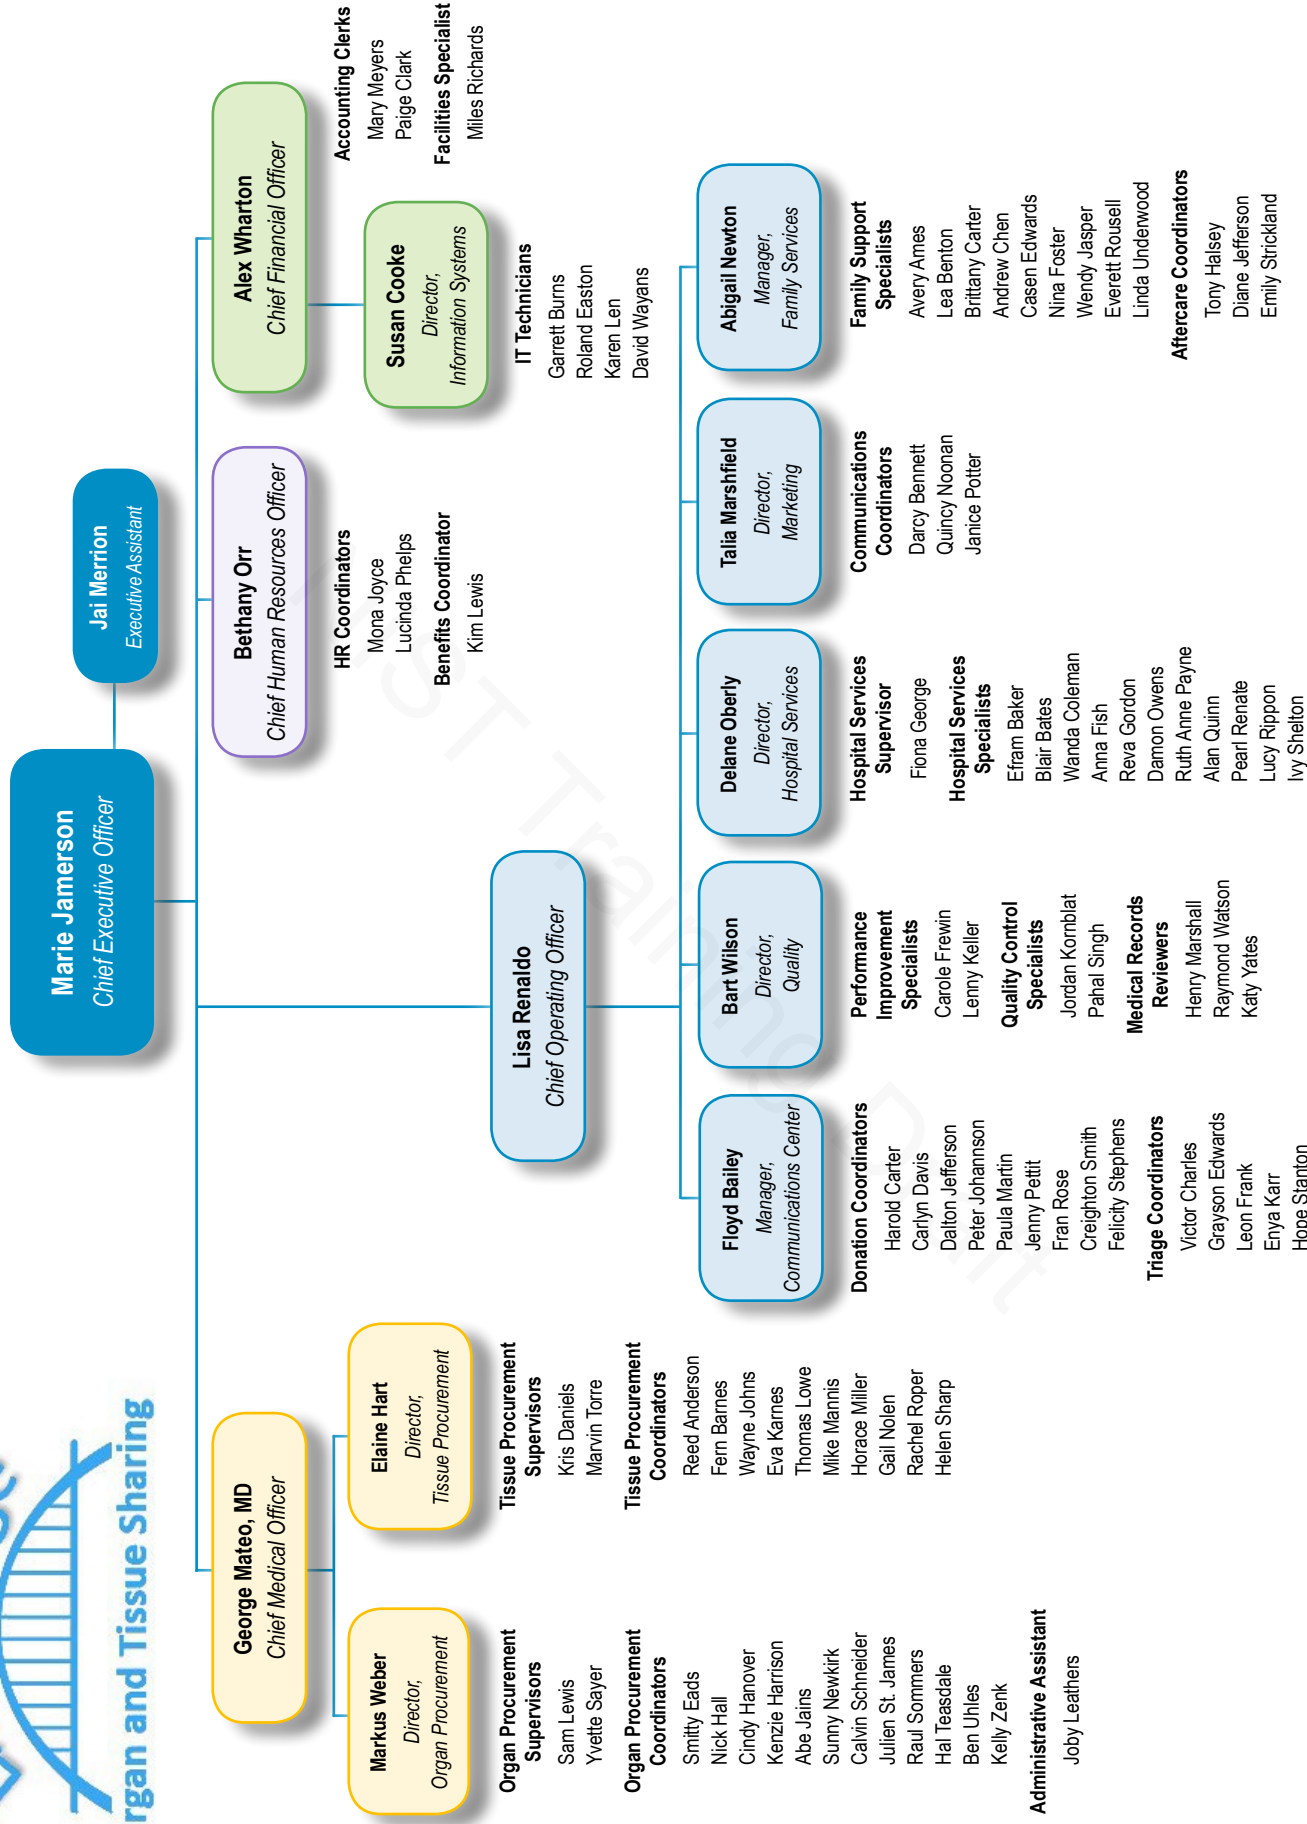 rgan and Tissue Sharing
Marie Jamerson
Chief Executive Officer
Jai Merrion
Executive Assistant
George Mateo, MD
Chief Medical Officer
Markus Weber
Director,
Organ Procurement
Organ Procurement
Supervisors
Sam Lewis
Yvette Sayer
Organ Procurement
Coordinators
Smitty Eads
Nick Hall
Cindy Hanover
Kenzie Harrison
Abe Jains
Sunny Newkirk
Calvin Schneider
Julien St. James
Raul Sommers
Hal Teasdale
Ben Uhles
Kelly Zenk
Administrative Assistant
Joby Leathers
Elaine Hart
Director,
Tissue Procurement
Tissue Procurement
Supervisors
Kris Daniels
Marvin Torre
Tissue Procurement
Coordinators
Reed Anderson
Fern Barnes
Wayne Johns
Eva Karnes
Thomas Lowe
Mike Mannis
Horace Miller
Gail Nolen
Rachel Roper
Helen Sharp
Lisa Renaldo
Chief Operating Officer
Floyd Bailey
Manager,
Communications Center
Donation Coordinators
Harold Carter
Carlyn Davis
Dalton Jefferson
Peter Johannson
Paula Martin
Jenny Pettit
Fran Rose
Creighton Smith
Felicity Stephens
Triage Coordinators
Victor Charles
Grayson Edwards
Leon Frank
Enya Karr
Hope Stanton
Bart Wilson
Director,
Quality
Performance
Improvement
Specialists
Carole Frewin
Lenny Keller
Quality Control
Specialists
Jordan Kornblat
Pahal Singh
Medical Records
Reviewers
Henry Marshall
Raymond Watson
Katy Yates
Delane Oberly
Director,
Hospital Services
Hospital Services
Supervisor
Fiona George
Hospital Services
Specialists
Efram Baker
Blair Bates
Wanda Coleman
Anna Fish
Reva Gordon
Damon Owens
Ruth Anne Payne
Alan Quinn
Pearl Renate
Lucy Rippon
Ivy Shelton
Talia Marshfield
Director,
Marketing
Communications
Coordinators
Darcy Bennett
Quincy Noonan
Janice Potter
Abigail Newton
Manager,
Family Services
Family Support
Specialists
Avery Ames
Lea Benton
Brittany Carter
Andrew Chen
Casen Edwards
Nina Foster
Wendy Jasper
Everett Rousell
Linda Underwood
Aftercare Coordinators
Tony Halsey
Diane Jefferson
Emily Strickland
Bethany Orr
Chief Human Resources Officer
HR Coordinators
Mona Joyce
Lucinda Phelps
Benefits Coordinator
Kim Lewis
Alex Wharton
Chief Financial Officer
Susan Cooke
Director,
Information Systems
IT Technicians
Garrett Burns
Roland Easton
Karen Len
David Wayans
Accounting Clerks
Mary Meyers
Paige Clark
Facilities Specialist
Miles Richards
Training